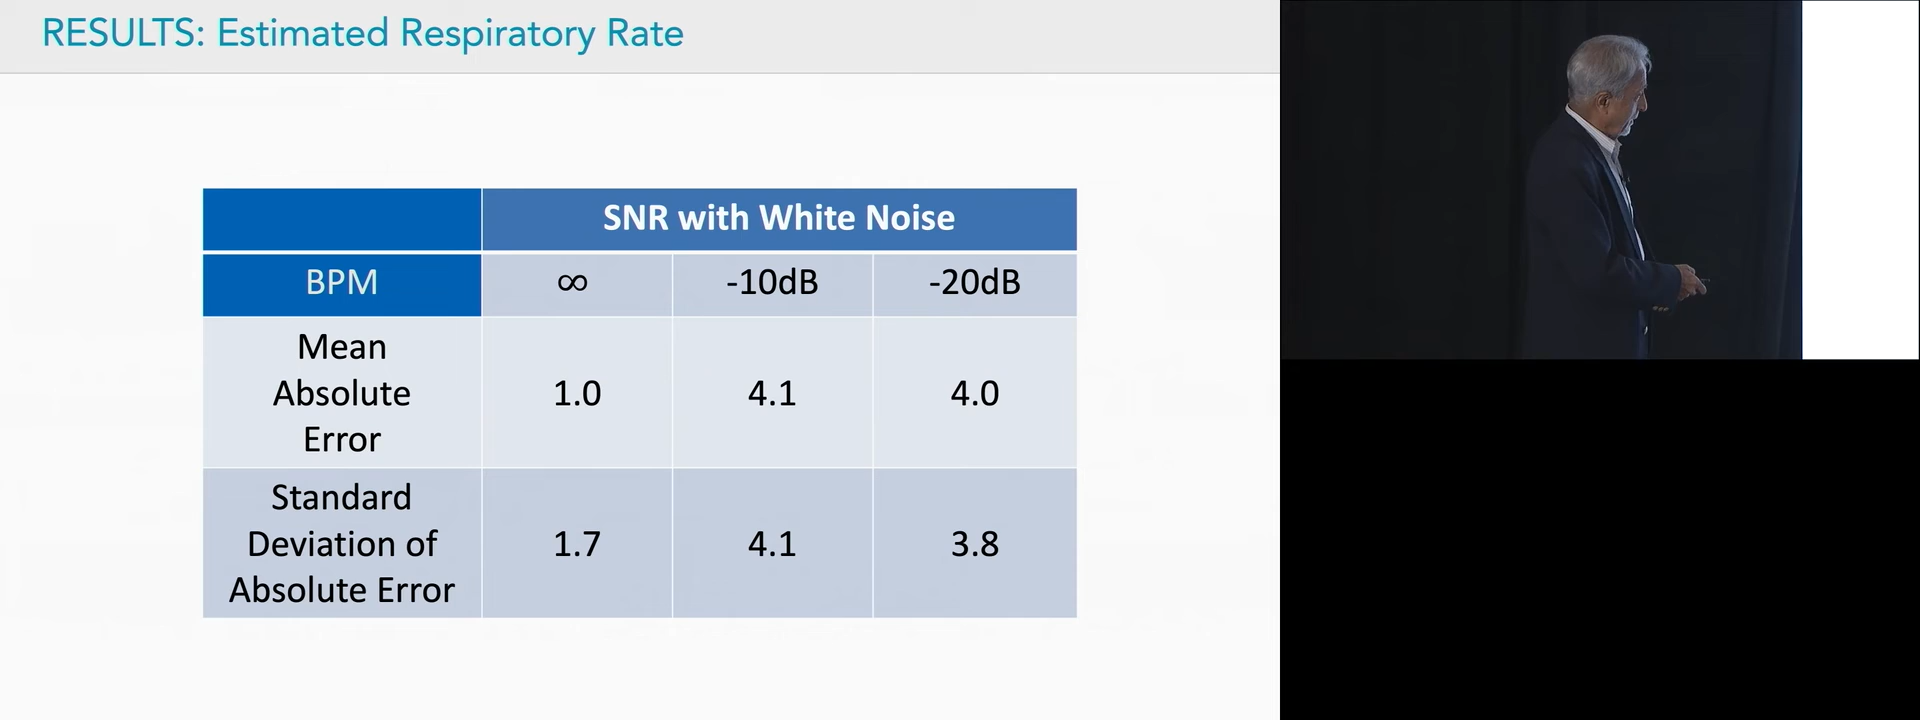 RESULTS: Estimated Respiratory Rate
SNR with White Noise
BPM ∞ -10dB -20dB
Mean
Absolute 1.0 4.1 4.0
Error
Standard
Deviation of 1.7 4.1 3.8
Absolute Error